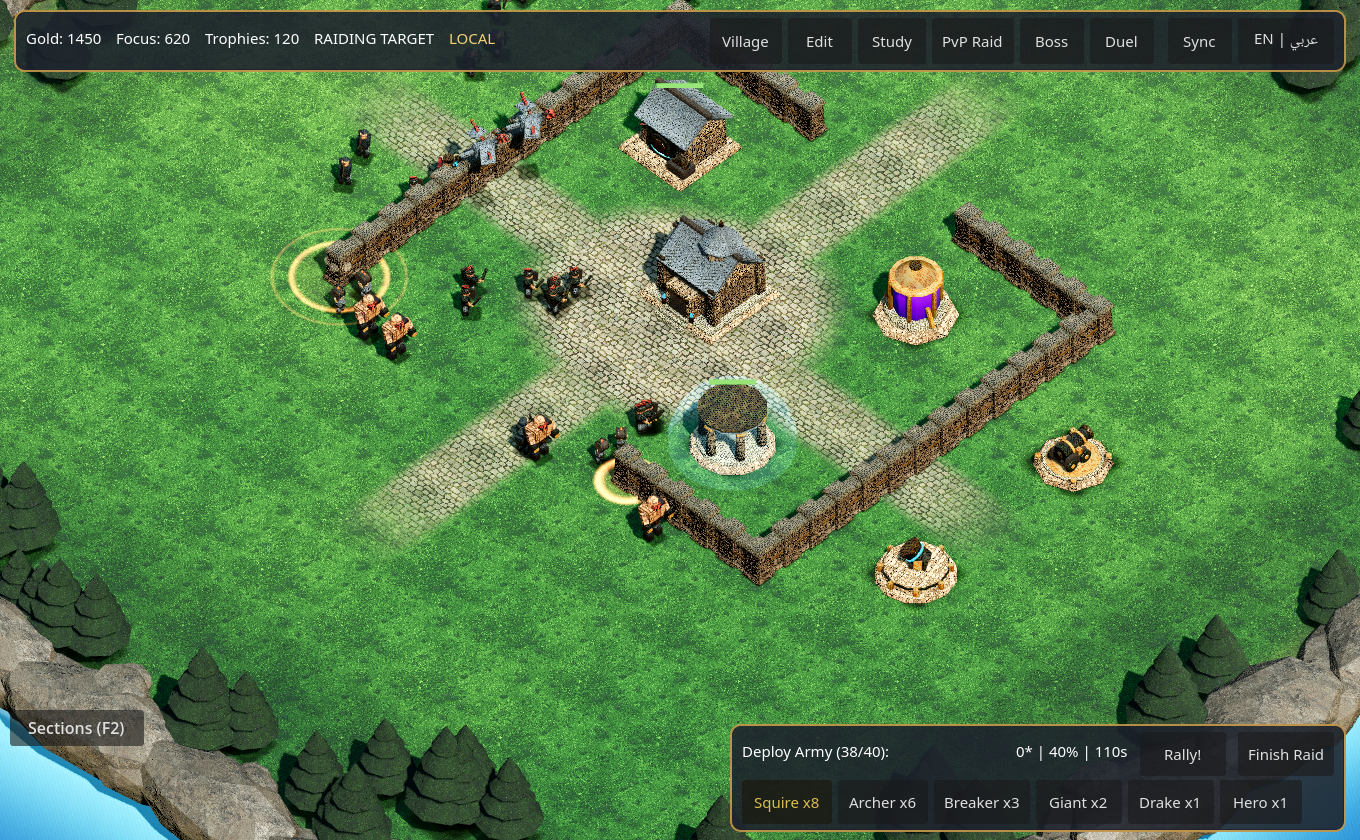 Gold: 1450 Focus: 620 Trophies: 120 RAIDING TARGET LOCAL Village Edit Study PvP Raid Boss Duel Sync EN | عربي
Sections (F2)
Deploy Army (38/40): 0* | 40% | 110s Rally! Finish Raid
Squire x8 Archer x6 Breaker x3 Giant x2 Drake x1 Hero x1